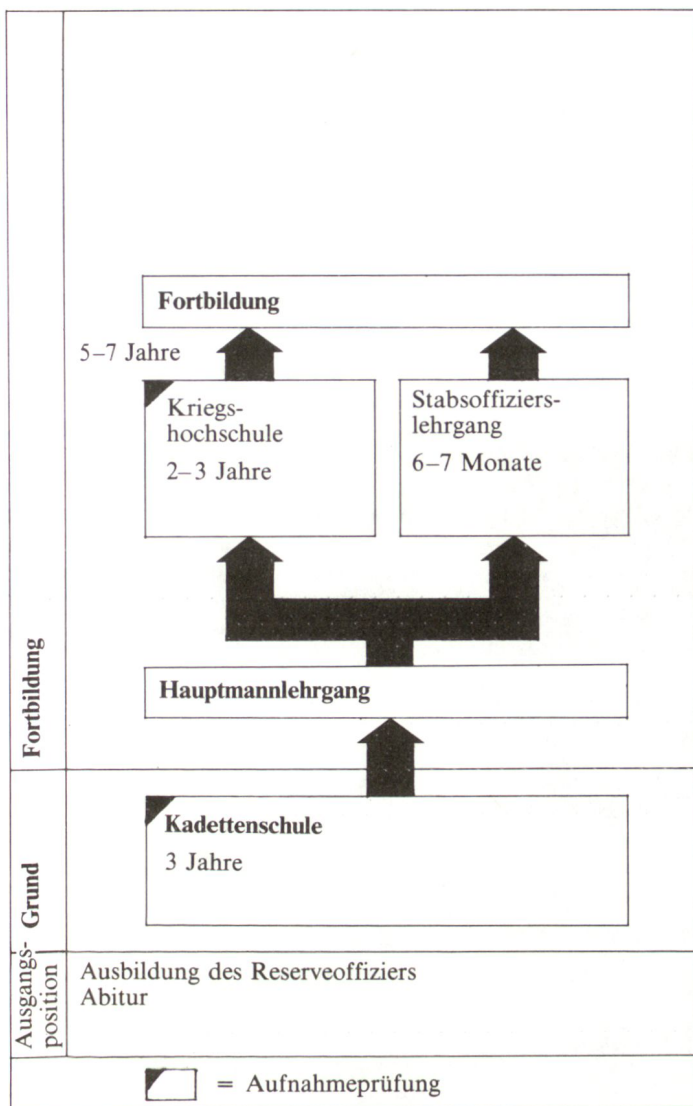 Fortbildung
5–7 Jahre
Kriegs-
hochschule
2–3 Jahre
Stabsoffiziers-
lehrgang
6–7 Monate
Hauptmannlehrgang
Fortbildung
Kadettenschule
3 Jahre
Grund
Ausgangs-
position
Ausbildung des Reserveoffiziers
Abitur
= Aufnahmeprüfung